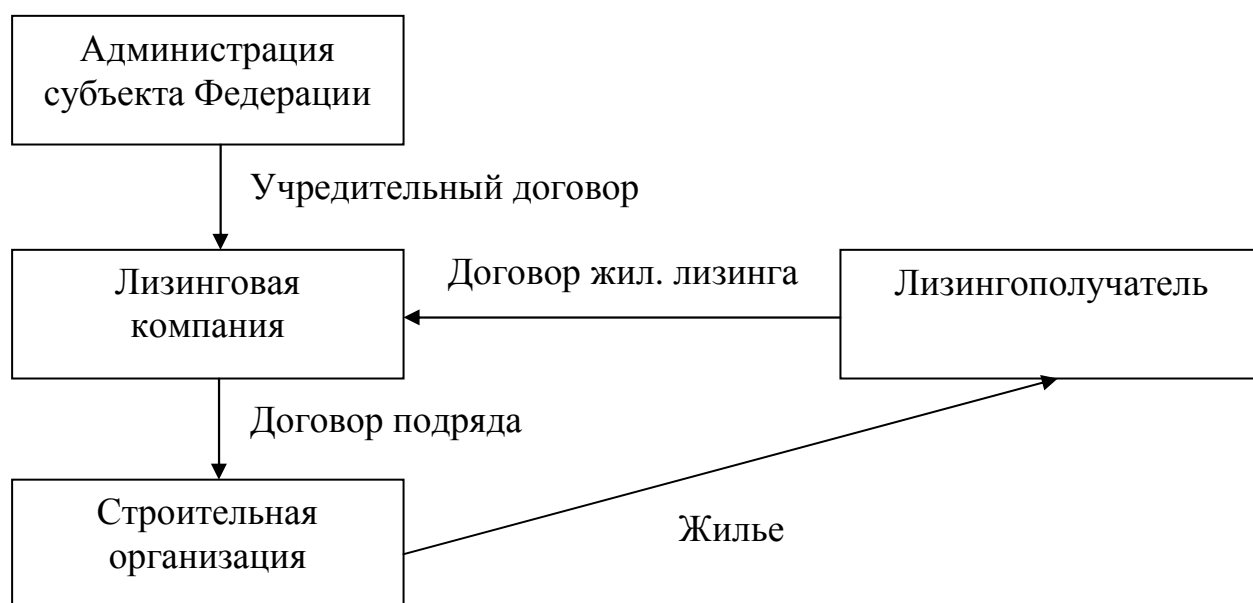 Администрация
субъекта Федерации
Учредительный договор
Лизинговая
компания
Договор жил. лизинга
Лизингополучатель
Договор подряда
Строительная
организация
Жилье